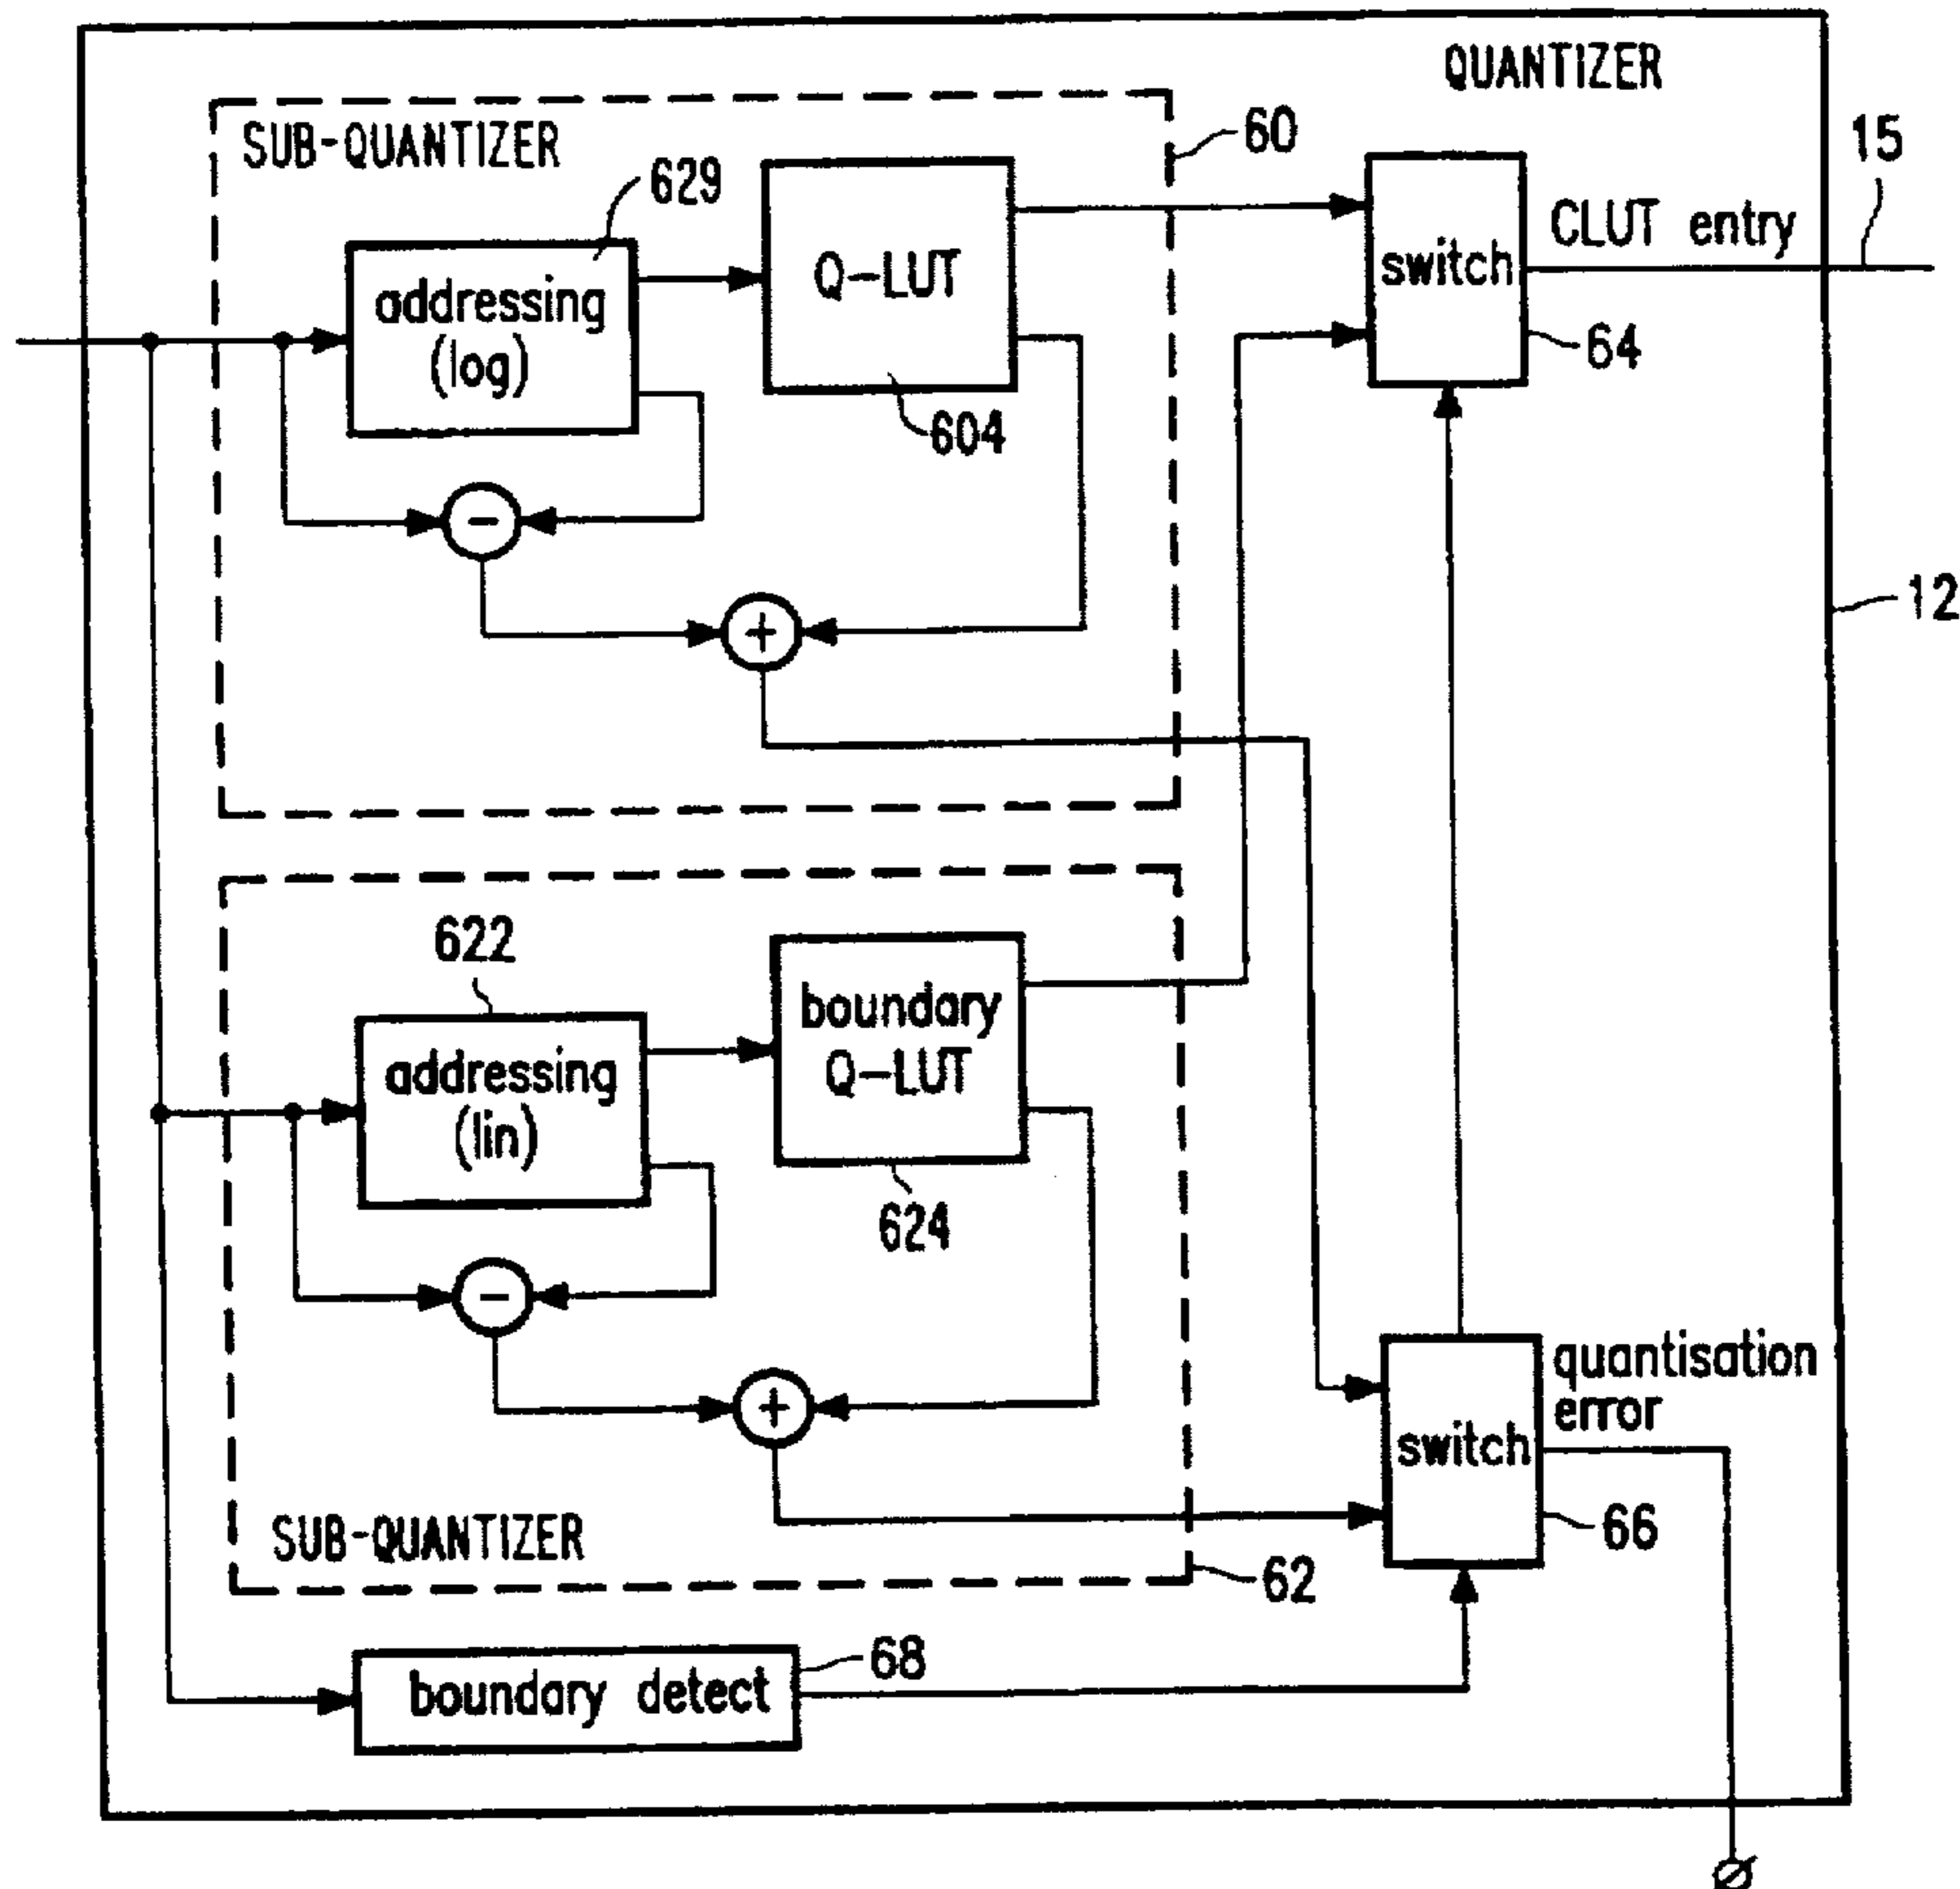 QUANTIZER
SUB-QUANTIZER
60
15
629
Q-LUT
CLUT entry
switch
addressing
(log)
64
604
12
622
boundary
Q-LUT
addressing
(lin)
624
quantisation
error
switch
66
SUB-QUANTIZER
62
68
boundary detect